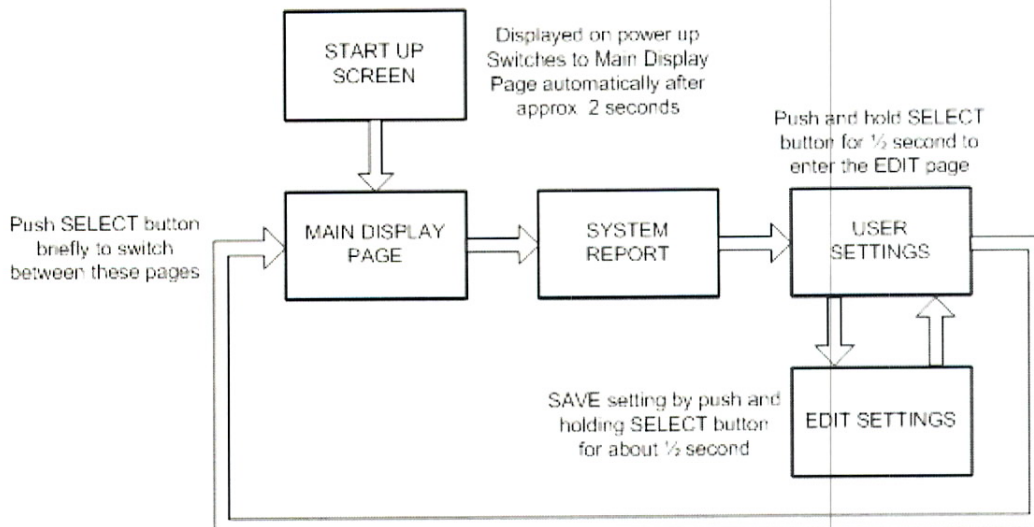 START UP
SCREEN
Displayed on power up
Switches to Main Display
Page automatically after
approx 2 seconds
Push and hold SELECT
button for ½ second to
enter the EDIT page
Push SELECT button
briefly to switch
between these pages
MAIN DISPLAY
PAGE
SYSTEM
REPORT
USER
SETTINGS
SAVE setting by push and
holding SELECT button
for about ½ second
EDIT SETTINGS